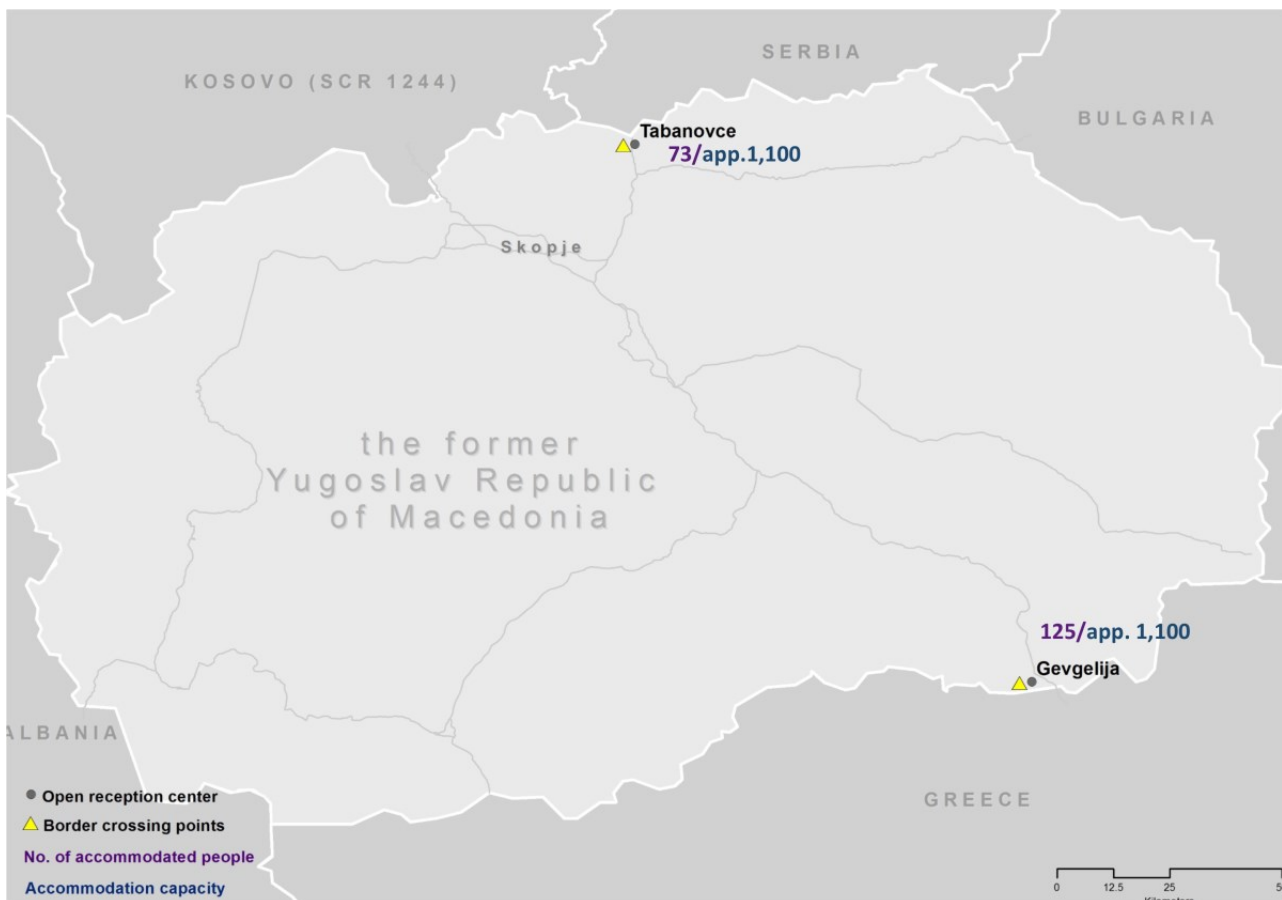 SERBIA
KOSOVO (SCR 1244)
BULGARIA
Tabanovce
73/app.1,100
Skopje
the former
Yugoslav Republic
of Macedonia
125/app. 1,100
Gevgelija
ALBANIA
GREECE
Open reception center
Border crossing points
No. of accommodated people
Accommodation capacity
0 12.5 25